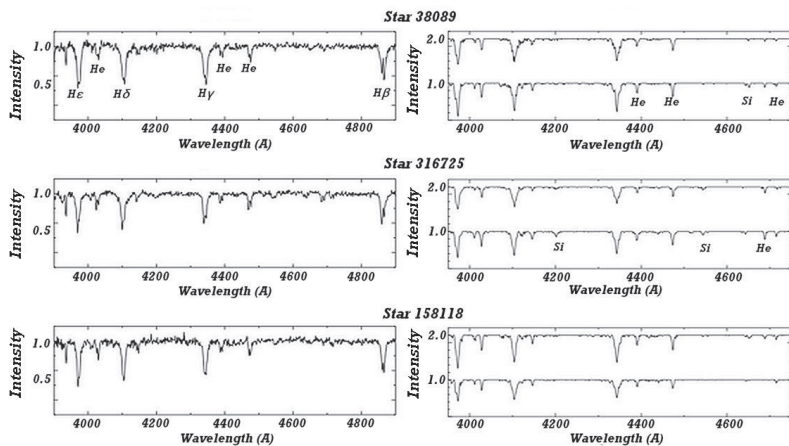 Star 38089
Intensity
1.0
0.5
Hε He Hδ Hγ He He Hβ
4000 4200 4400 4600 4800
Wavelength (A)
Intensity
2.0
1.0
He He Si He
4000 4200 4400 4600
Wavelength (A)
Star 316725
Intensity
1.0
0.5
4000 4200 4400 4600 4800
Wavelength (A)
Intensity
2.0
1.0
Si Si He
4000 4200 4400 4600
Wavelength (A)
Star 158118
Intensity
1.0
0.5
4000 4200 4400 4600 4800
Wavelength (A)
Intensity
2.0
1.0
4000 4200 4400 4600
Wavelength (A)